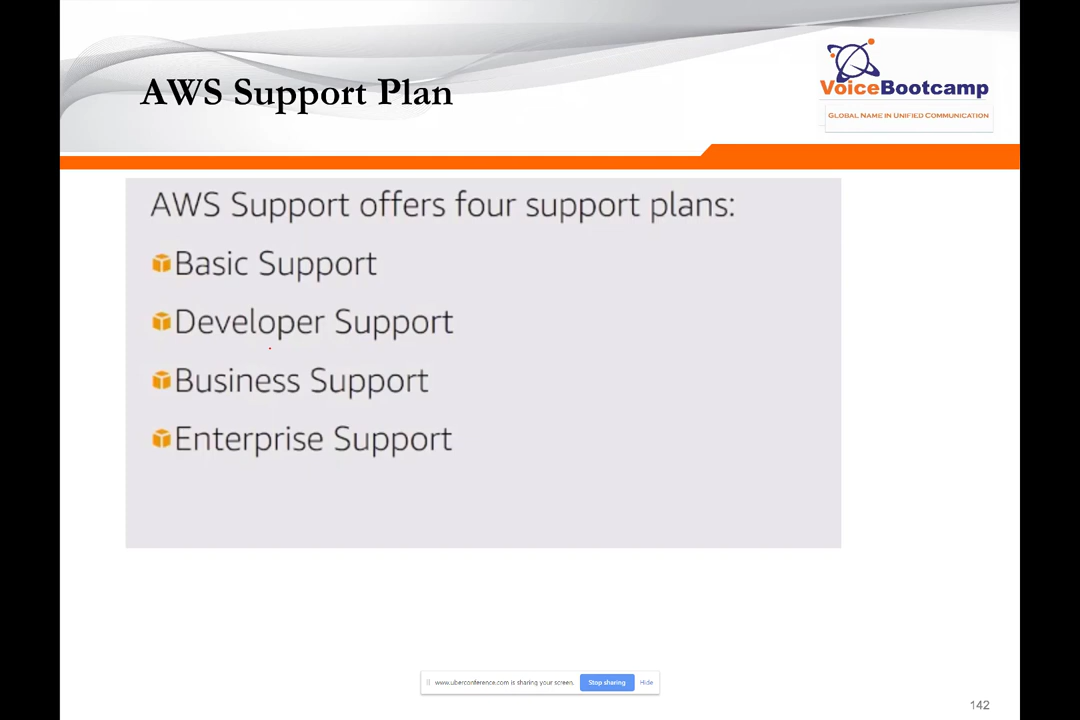 AWS Support Plan
VoiceBootcamp
GLOBAL NAME IN UNIFIED COMMUNICATION
AWS Support offers four support plans:
Basic Support
Developer Support
Business Support
Enterprise Support
www.uberconference.com is sharing your screen. Stop sharing Hide
142